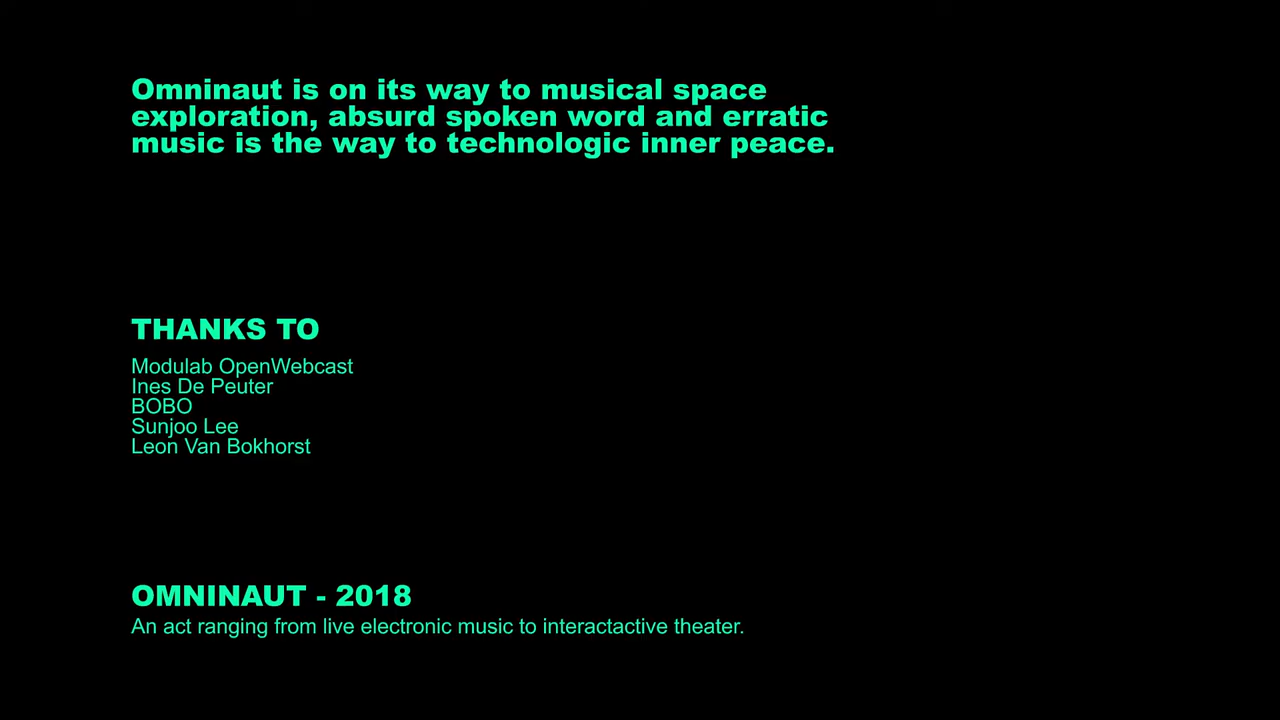 Omninaut is on its way to musical space
exploration, absurd spoken word and erratic
music is the way to technologic inner peace.
THANKS TO
Modulab OpenWebcast
Ines De Peuter
BOBO
Sunjoo Lee
Leon Van Bokhorst
OMNINAUT - 2018
An act ranging from live electronic music to interactactive theater.